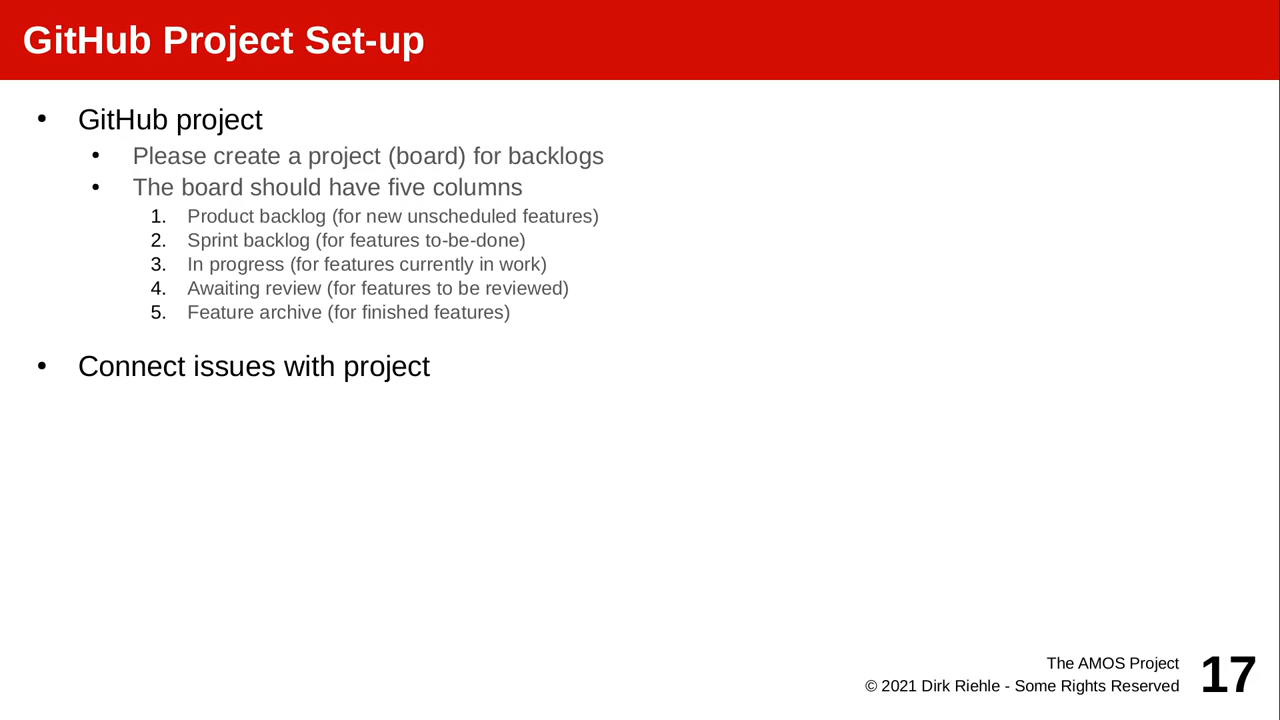 GitHub Project Set-up
• GitHub project
• Please create a project (board) for backlogs
• The board should have five columns
1. Product backlog (for new unscheduled features)
2. Sprint backlog (for features to-be-done)
3. In progress (for features currently in work)
4. Awaiting review (for features to be reviewed)
5. Feature archive (for finished features)
• Connect issues with project
The AMOS Project
© 2021 Dirk Riehle - Some Rights Reserved
17